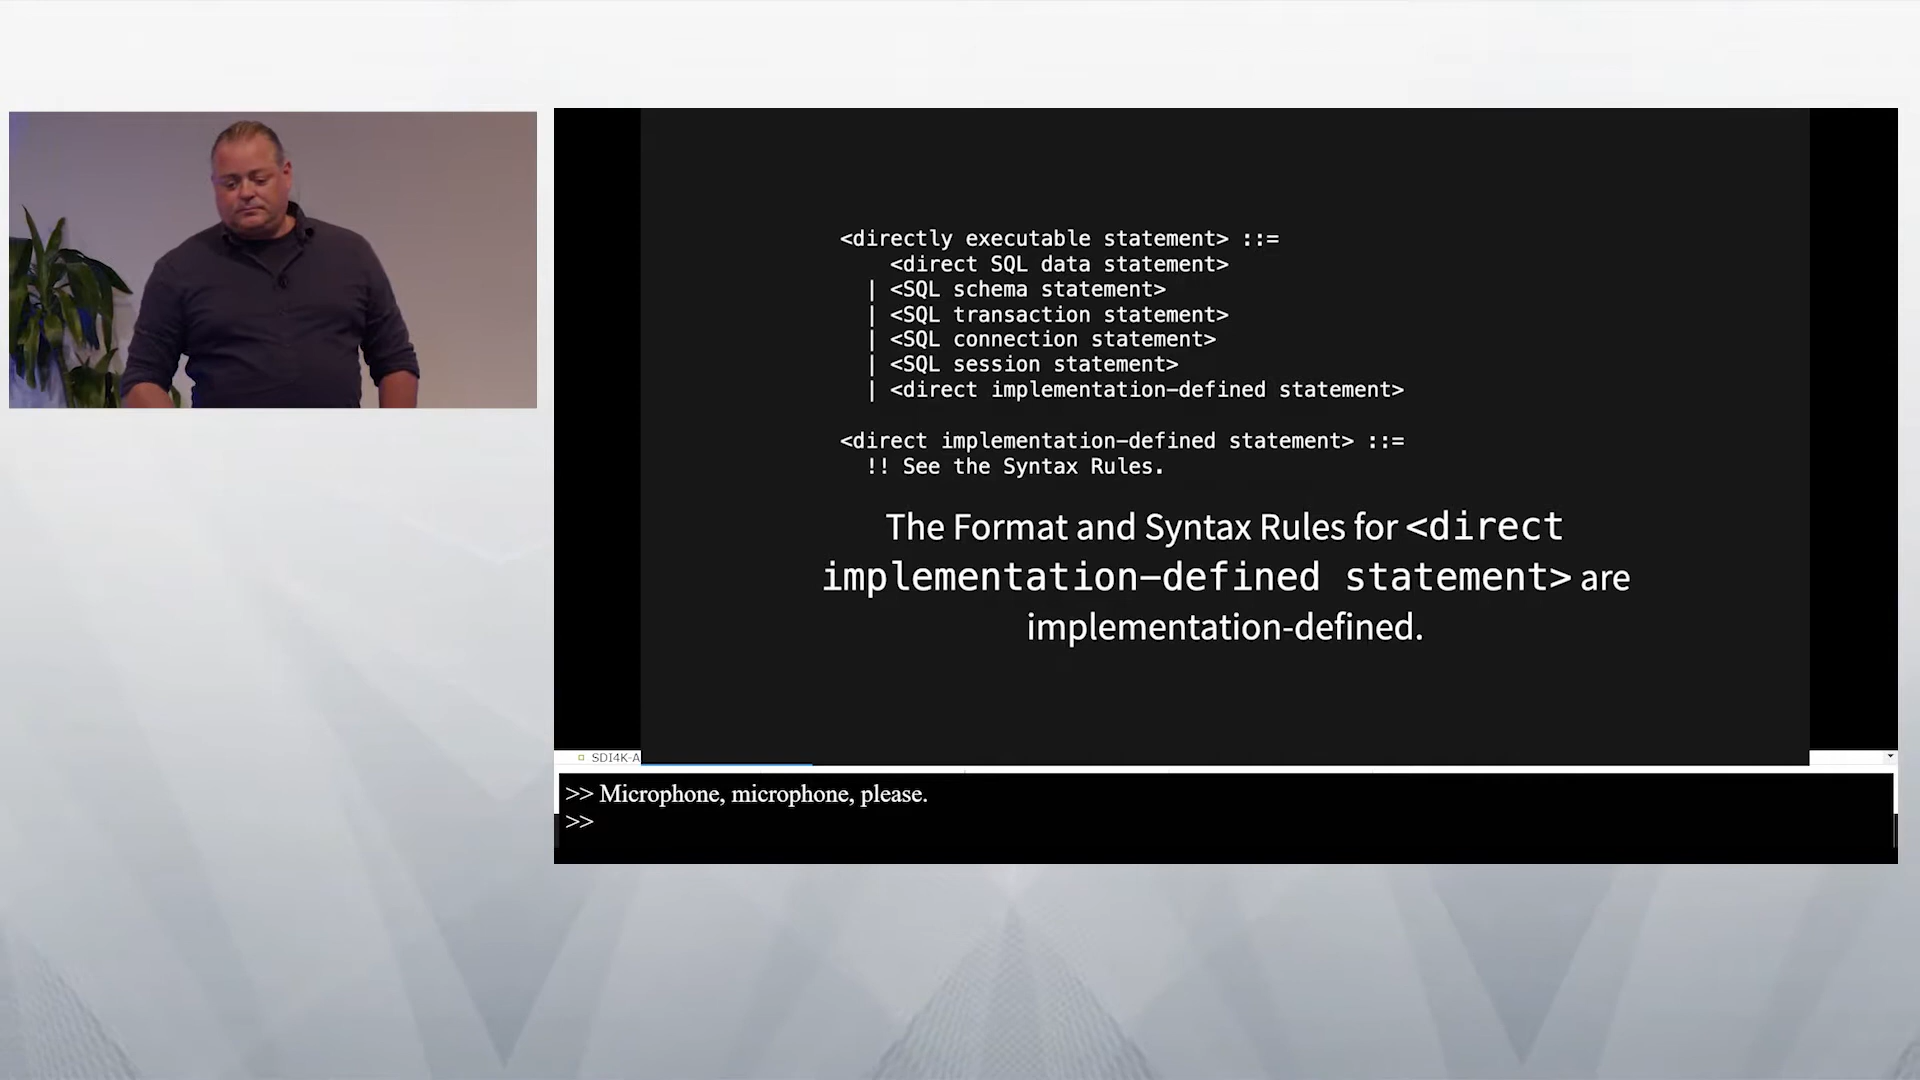 <directly executable statement> ::=
<direct SQL data statement>
| <SQL schema statement>
| <SQL transaction statement>
| <SQL connection statement>
| <SQL session statement>
| <direct implementation-defined statement>
<direct implementation-defined statement> ::=
!! See the Syntax Rules.
The Format and Syntax Rules for <direct
implementation-defined statement> are
implementation-defined.
SDI4K-A
>> Microphone, microphone, please.
>>